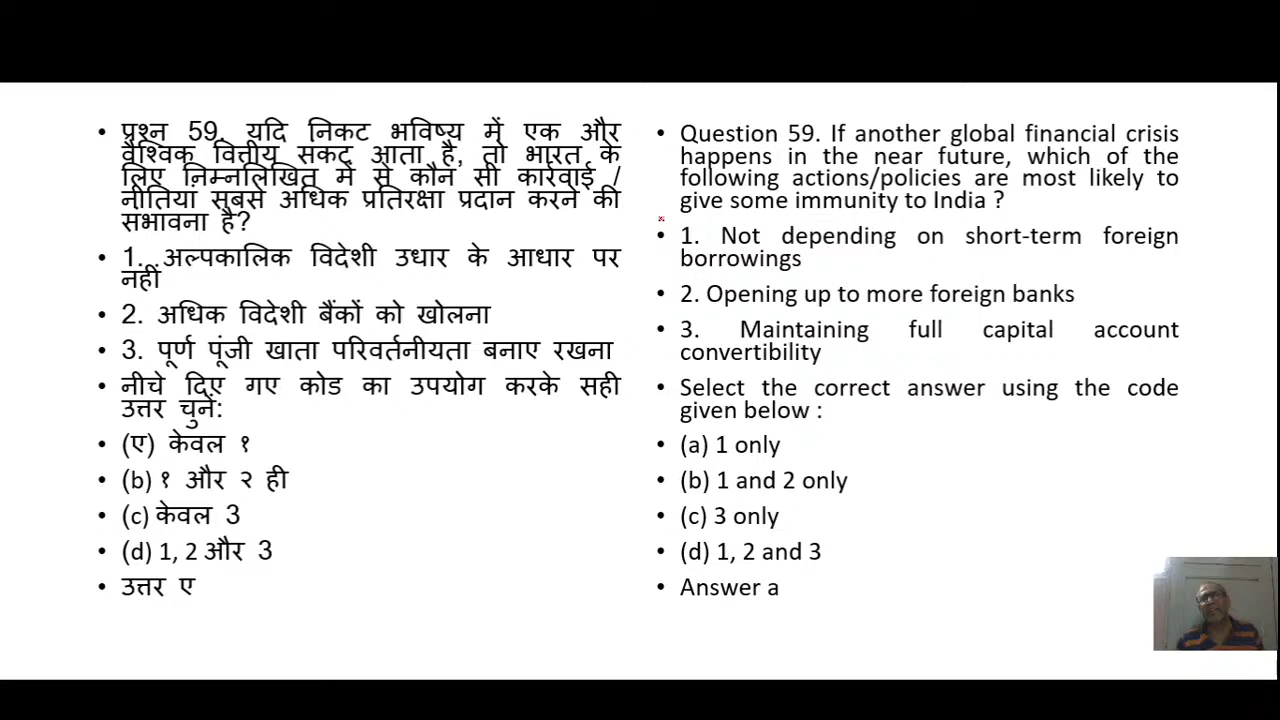 • प्रश्न 59. यदि निकट भविष्य में एक और
वैश्विक वित्तीय संकट आता है, तो भारत के
लिए निम्नलिखित में से कौन सी कार्रवाई /
नीतियां सबसे अधिक प्रतिरक्षा प्रदान करने की
संभावना है?
• 1. अल्पकालिक विदेशी उधार के आधार पर
नहीं
• 2. अधिक विदेशी बैंकों को खोलना
• 3. पूर्ण पूंजी खाता परिवर्तनीयता बनाए रखना
• नीचे दिए गए कोड का उपयोग करके सही
उत्तर चुनें:
• (ए) केवल १
• (b) १ और २ ही
• (c) केवल 3
• (d) 1, 2 और 3
• उत्तर ए
• Question 59. If another global financial crisis
happens in the near future, which of the
following actions/policies are most likely to
give some immunity to India ?
• 1. Not depending on short-term foreign
borrowings
• 2. Opening up to more foreign banks
• 3. Maintaining full capital account
convertibility
• Select the correct answer using the code
given below :
• (a) 1 only
• (b) 1 and 2 only
• (c) 3 only
• (d) 1, 2 and 3
• Answer a